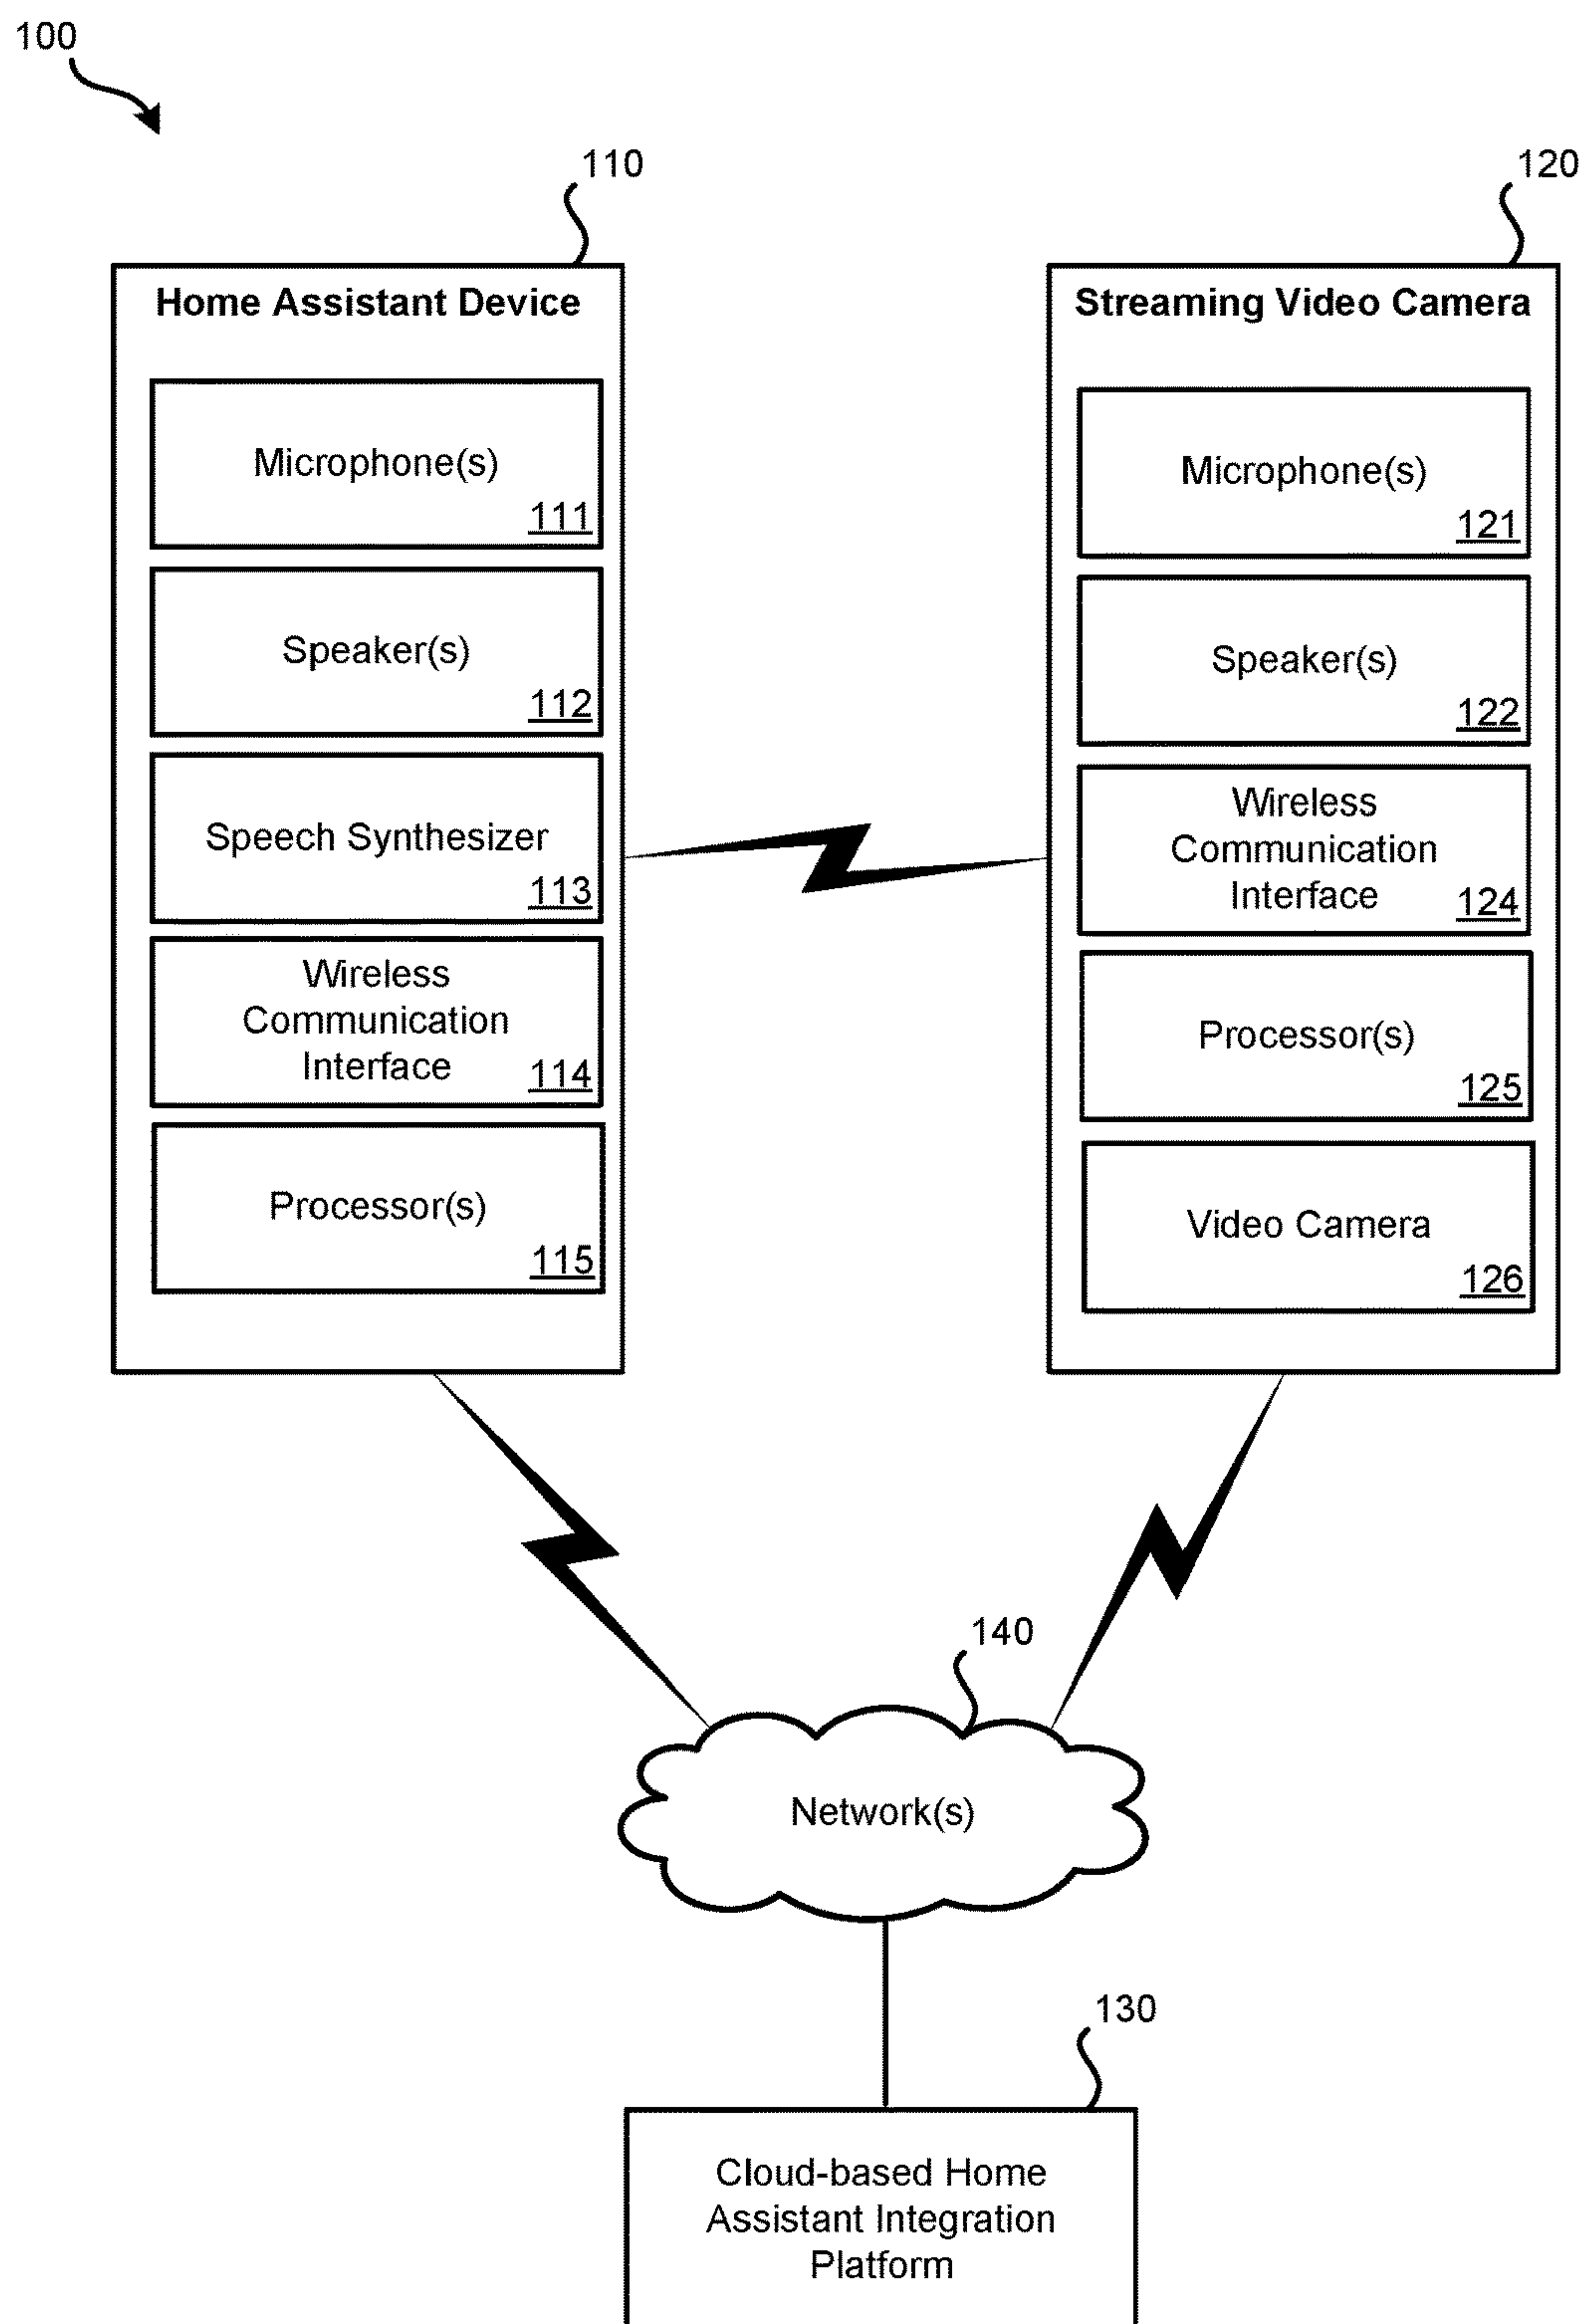 100
110
120
Home Assistant Device
Microphone(s)
111
Speaker(s)
112
Speech Synthesizer
113
Wireless
Communication
Interface
114
Processor(s)
115
Streaming Video Camera
Microphone(s)
121
Speaker(s)
122
Wireless
Communication
Interface
124
Processor(s)
125
Video Camera
126
140
Network(s)
130
Cloud-based Home
Assistant Integration
Platform